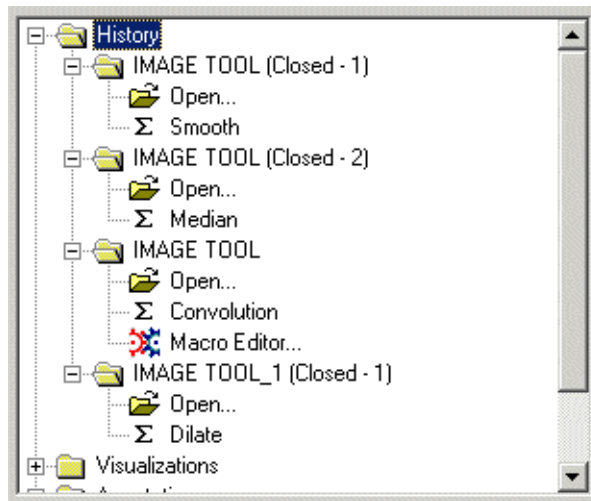 History
IMAGE TOOL (Closed - 1)
Open...
Σ Smooth
IMAGE TOOL (Closed - 2)
Open...
Σ Median
IMAGE TOOL
Open...
Σ Convolution
Macro Editor...
IMAGE TOOL_1 (Closed - 1)
Open...
Σ Dilate
Visualizations